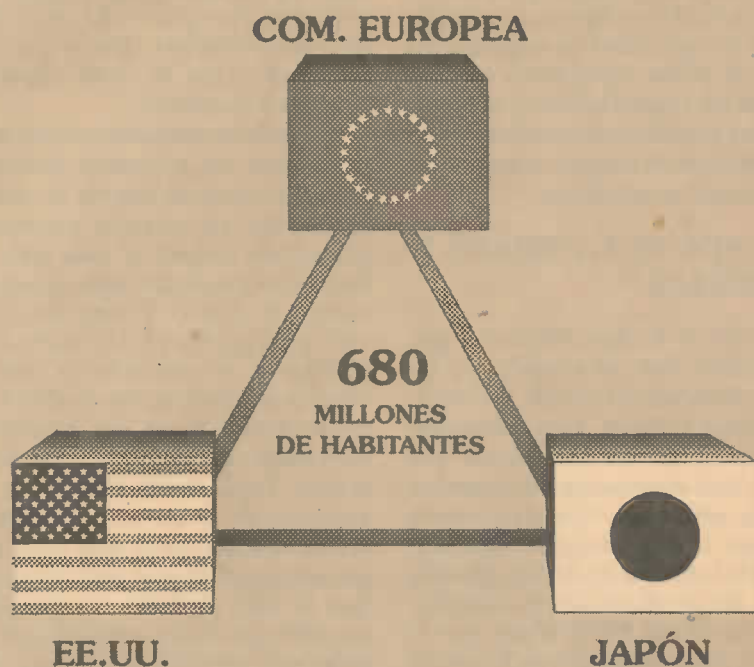 COM. EUROPEA
680
MILLONES
DE HABITANTES
EE.UU.
JAPÓN